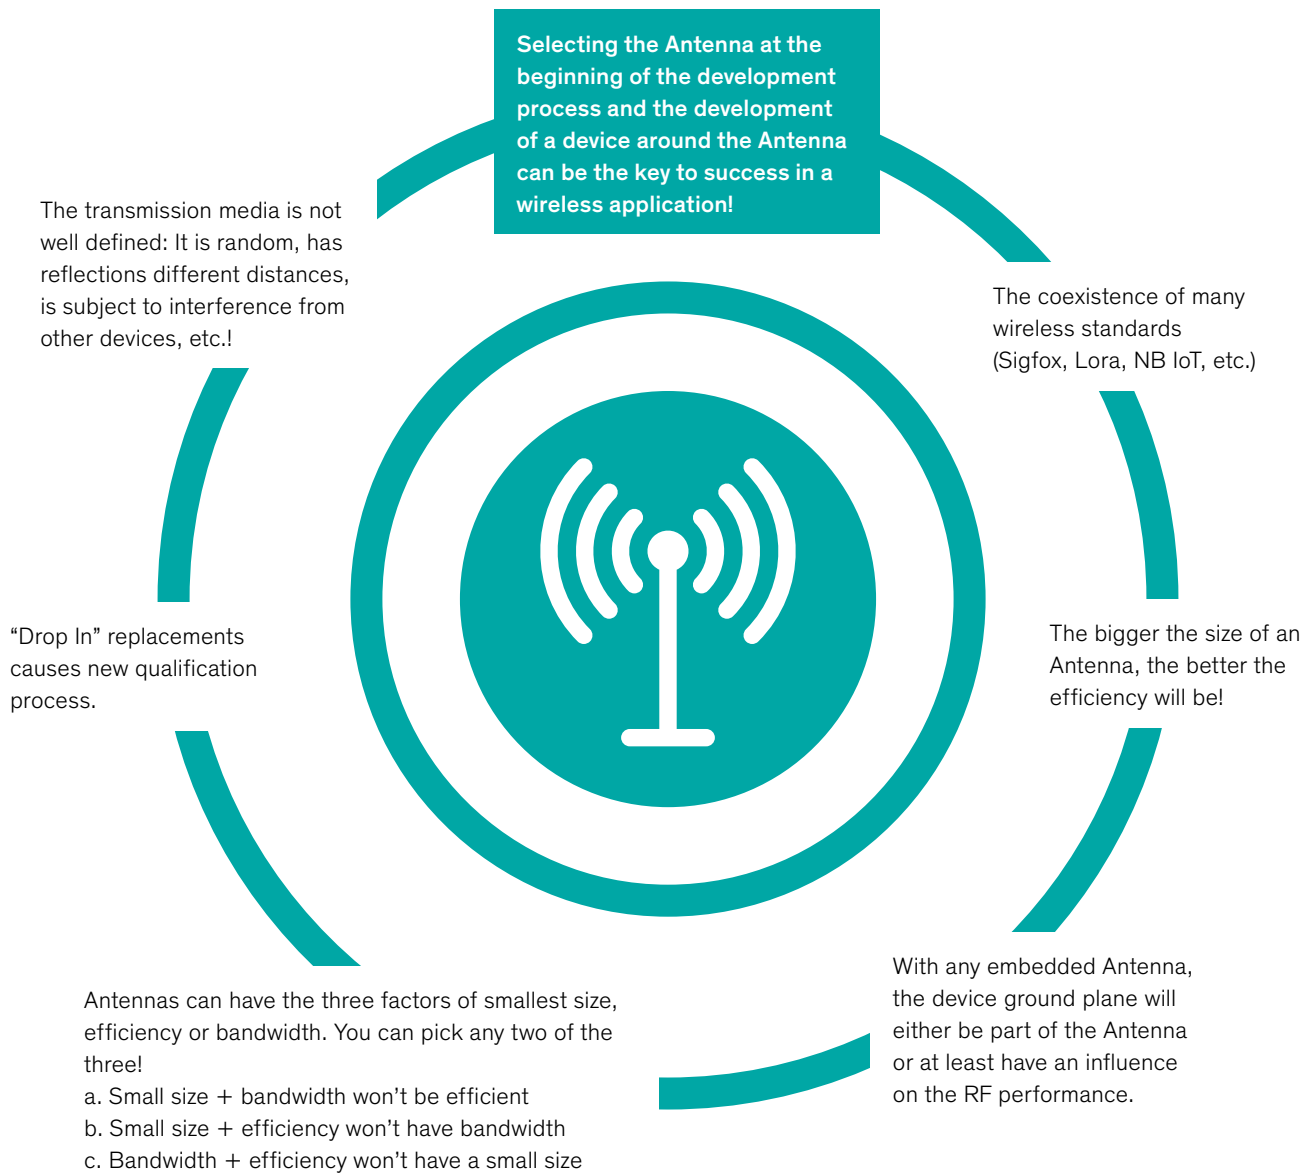 Selecting the Antenna at the
beginning of the development
process and the development
of a device around the Antenna
can be the key to success in a
wireless application!
The coexistence of many
wireless standards
(Sigfox, Lora, NB IoT, etc.)
The bigger the size of an
Antenna, the better the
efficiency will be!
With any embedded Antenna,
the device ground plane will
either be part of the Antenna
or at least have an influence
on the RF performance.
Antennas can have the three factors of smallest size,
efficiency or bandwidth. You can pick any two of the
three!
a. Small size + bandwidth won’t be efficient
b. Small size + efficiency won’t have bandwidth
c. Bandwidth + efficiency won’t have a small size
“Drop In” replacements
causes new qualification
process.
The transmission media is not
well defined: It is random, has
reflections different distances,
is subject to interference from
other devices, etc.!